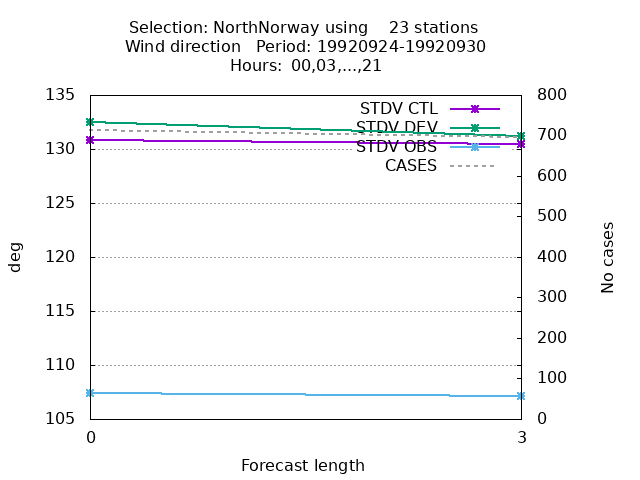 Selection: NorthNorway using    23 stations
Wind direction   Period: 19920924-19920930
Hours:  00,03,...,21
STDV CTL
STDV DEV
STDV OBS
CASES
135
130
125
120
115
110
105
deg
800
700
600
500
400
300
200
100
0
No cases
0
3
Forecast length